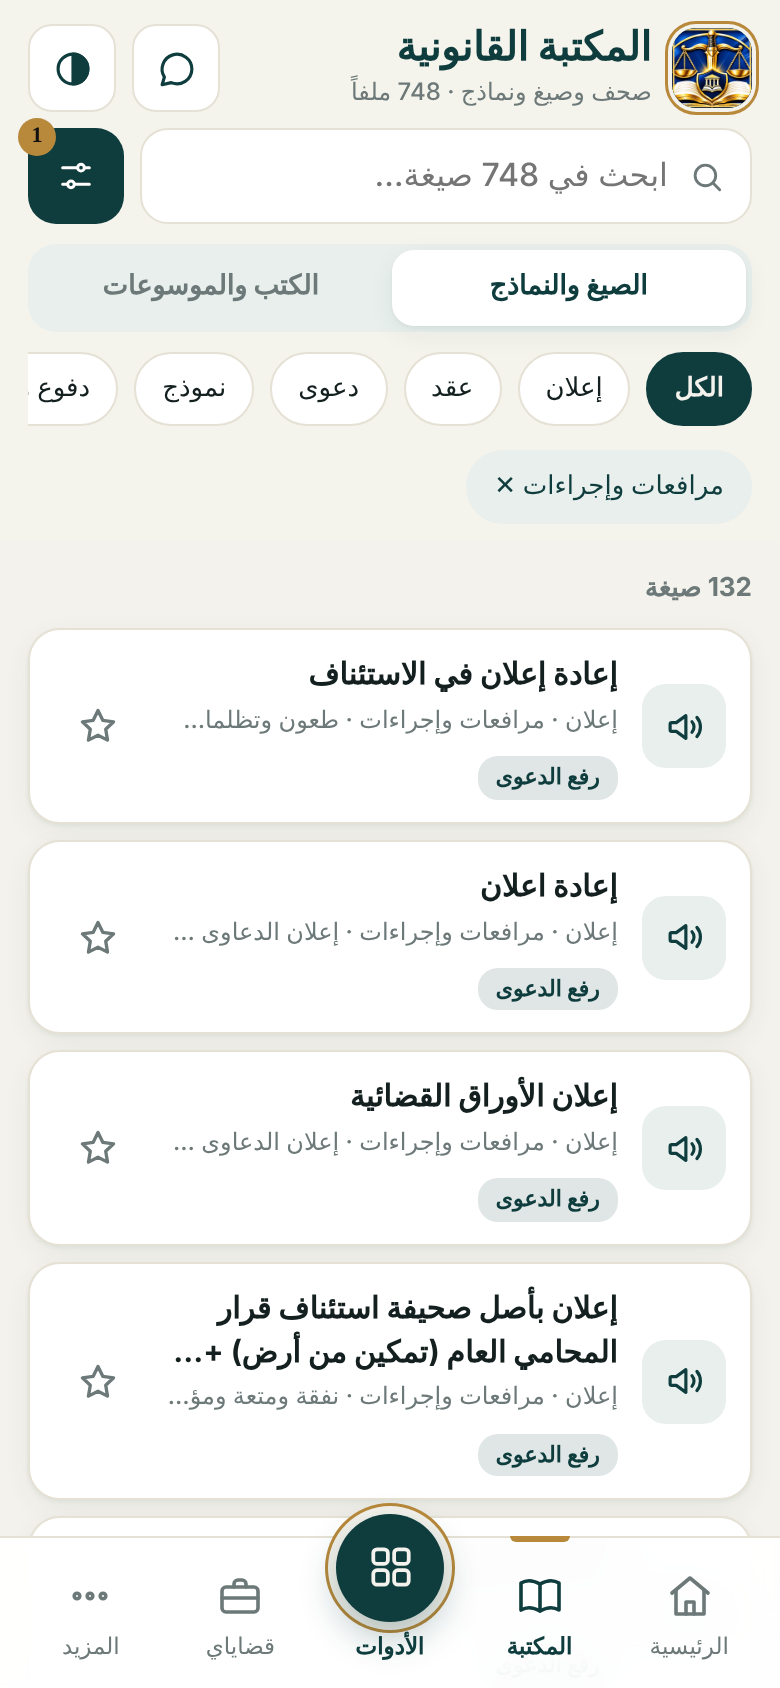 المكتبة القانونية
صحف وصيغ ونماذج · 748 ملفاً
1
ابحث في 748 صيغة...
الصيغ والنماذج
الكتب والموسوعات
الكل
إعلان
عقد
دعوى
نموذج
دفوع
مرافعات وإجراءات ✕
132 صيغة
إعادة إعلان في الاستئناف
إعلان · مرافعات وإجراءات · طعون وتظلما...
رفع الدعوى
إعادة اعلان
إعلان · مرافعات وإجراءات · إعلان الدعاوى ...
رفع الدعوى
إعلان الأوراق القضائية
إعلان · مرافعات وإجراءات · إعلان الدعاوى ...
رفع الدعوى
إعلان بأصل صحيفة استئناف قرار
المحامي العام (تمكين من أرض) +...
إعلان · مرافعات وإجراءات · نفقة ومتعة ومؤ...
رفع الدعوى
الرئيسية
المكتبة
الأدوات
قضاياي
المزيد